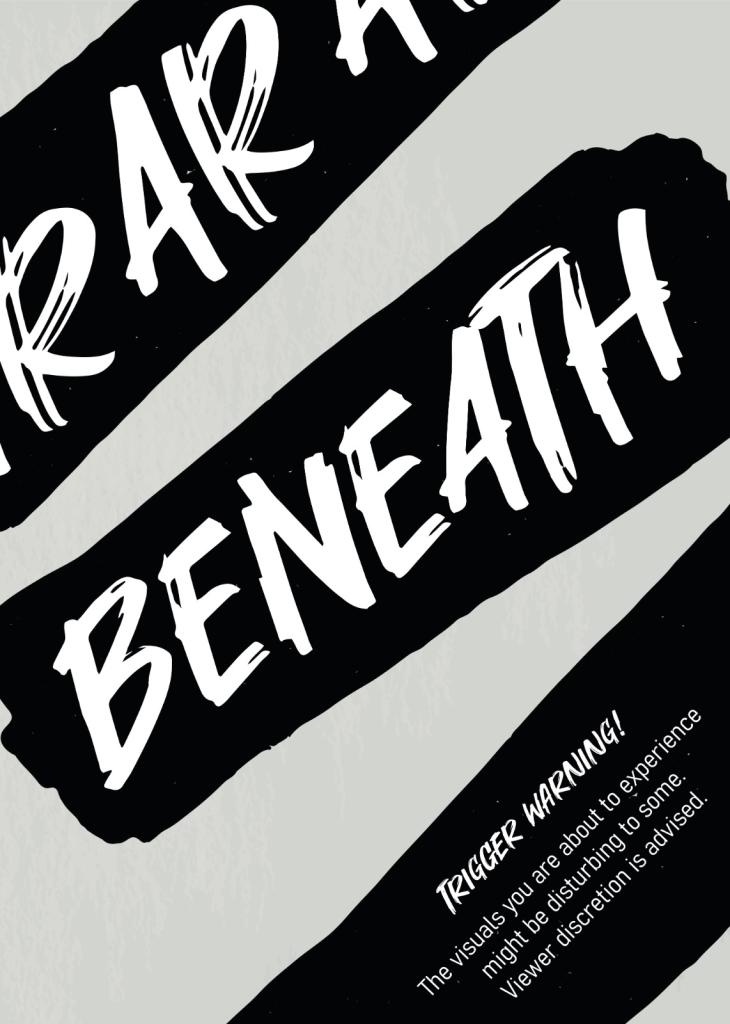 RAR A
BENEATH
TRIGGER WARNING!
The visuals you are about to experience
might be disturbing to some.
Viewer discretion is advised.